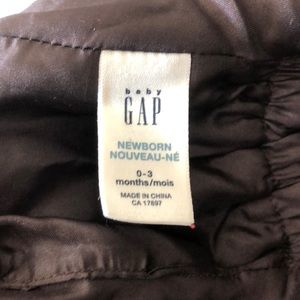 baby
GAP
NEWBORN
NOUVEAU-NÉ
0-3
months/mois
MADE IN CHINA
CA 17897